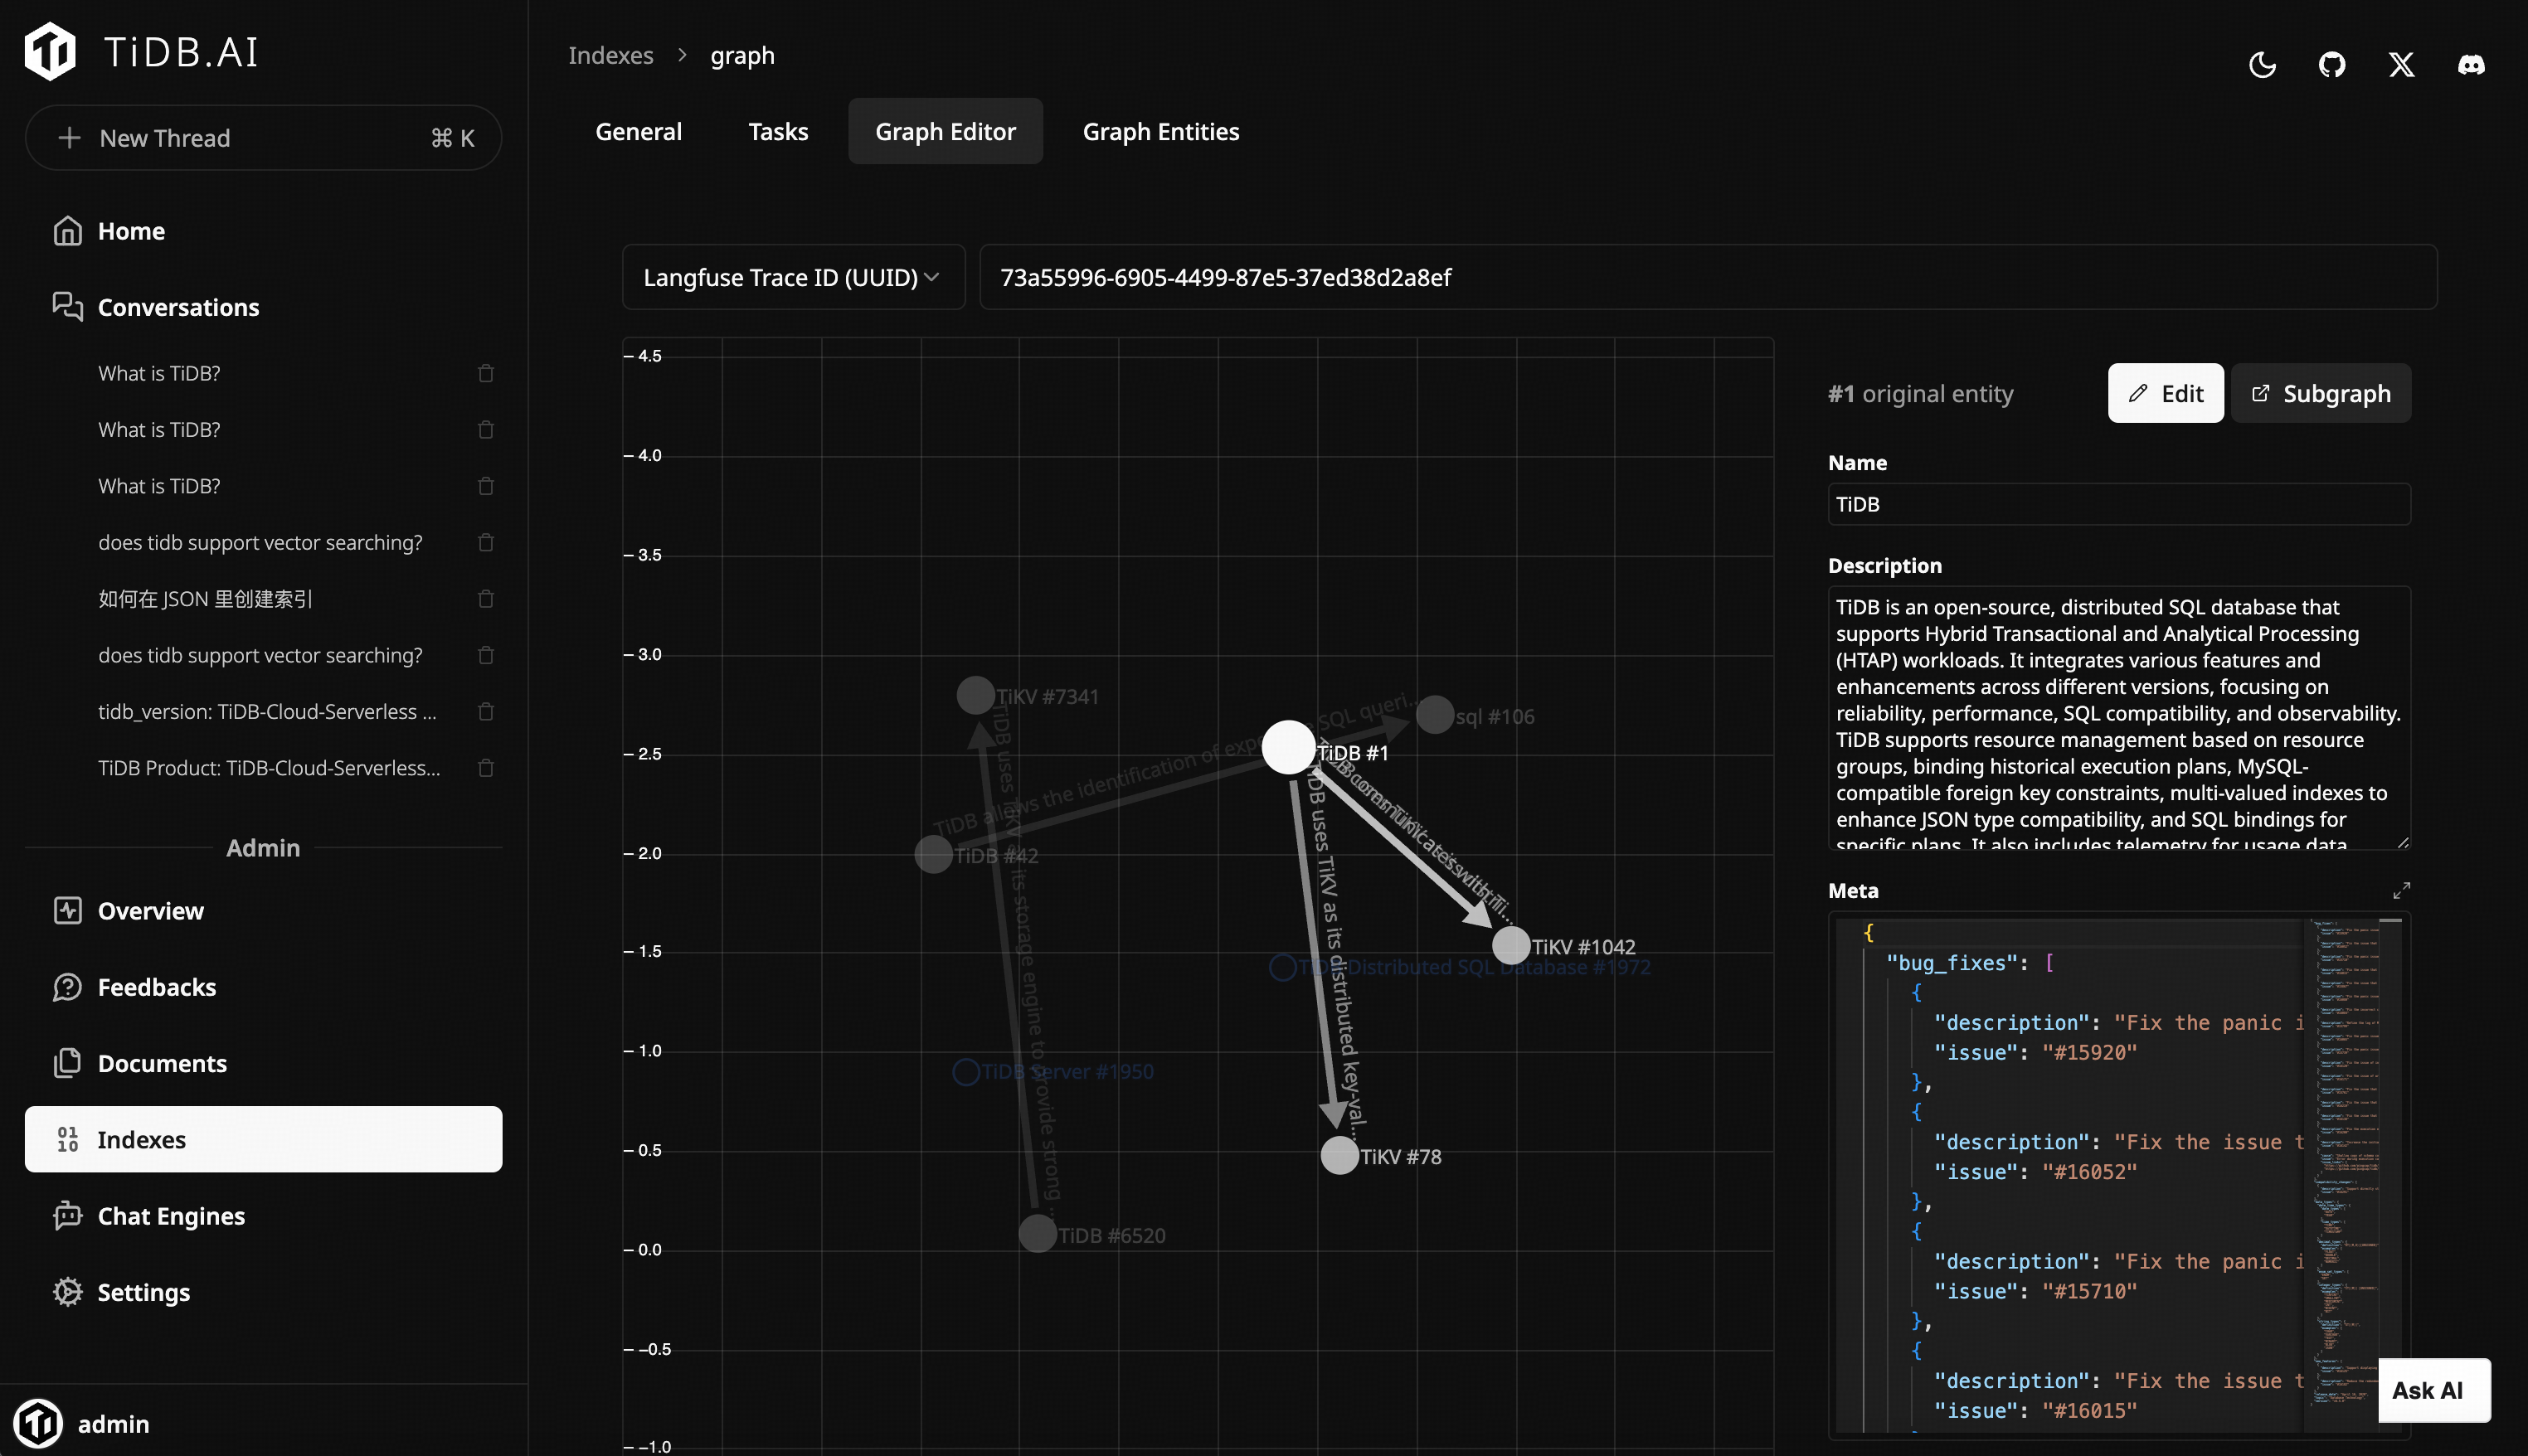 TiDB.AI
New Thread
⌘ K
Home
Conversations
What is TiDB?
What is TiDB?
What is TiDB?
does tidb support vector searching?
如何在 JSON 里创建索引
does tidb support vector searching?
tidb_version: TiDB-Cloud-Serverless ...
TiDB Product: TiDB-Cloud-Serverless...
Admin
Overview
Feedbacks
Documents
Indexes
Chat Engines
Settings
admin
Indexes > graph
General
Tasks
Graph Editor
Graph Entities
Langfuse Trace ID (UUID)
73a55996-6905-4499-87e5-37ed38d2a8ef
4.5
4.0
3.5
3.0
2.5
2.0
1.5
1.0
0.5
0.0
−0.5
−1.0
TiKV #7341
sql #106
TiDB #1
TiDB #42
TiKV #1042
TiDB Distributed SQL Database #1972
TiDB Server #1950
TiKV #78
TiDB #6520
TiDB allows the identification of expe
SQL queri...
TiDB uses TiKV as its storage engine to provide strong ...
TiDB uses TiKV as its distributed key-val...
#1 original entity
Edit
Subgraph
Name
TiDB
Description
TiDB is an open-source, distributed SQL database that
supports Hybrid Transactional and Analytical Processing
(HTAP) workloads. It integrates various features and
enhancements across different versions, focusing on
reliability, performance, SQL compatibility, and observability.
TiDB supports resource management based on resource
groups, binding historical execution plans, MySQL-
compatible foreign key constraints, multi-valued indexes to
enhance JSON type compatibility, and SQL bindings for
specific plans. It also includes telemetry for usage data
Meta
{
"bug_fixes": [
{
"description": "Fix the panic i
"issue": "#15920"
},
{
"description": "Fix the issue t
"issue": "#16052"
},
{
"description": "Fix the panic i
"issue": "#15710"
},
{
"description": "Fix the issue t
"issue": "#16015"
Ask AI